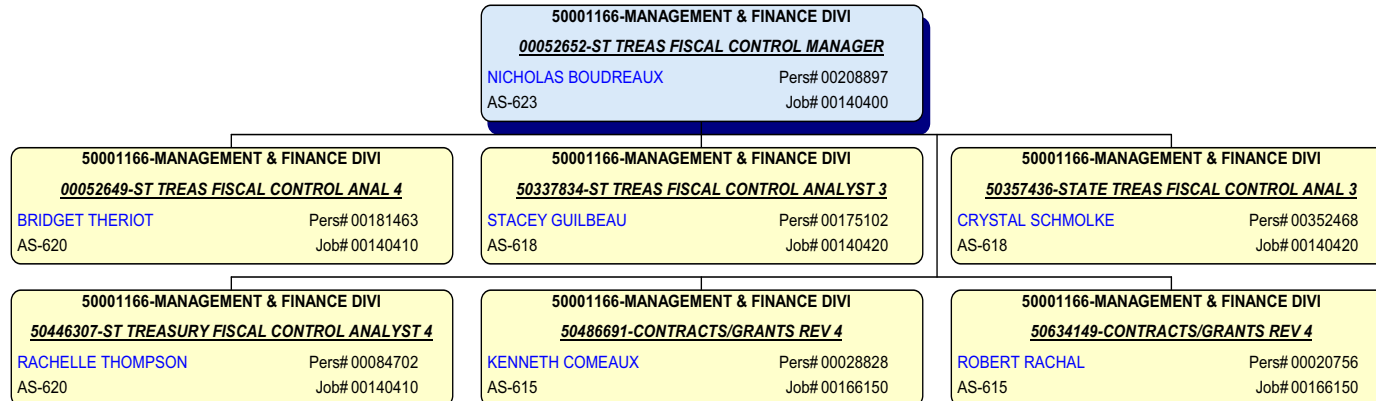 50001166-MANAGEMENT & FINANCE DIVI
00052652-ST TREAS FISCAL CONTROL MANAGER
NICHOLAS BOUDREAUX Pers# 00208897
AS-623 Job# 00140400
50001166-MANAGEMENT & FINANCE DIVI
00052649-ST TREAS FISCAL CONTROL ANAL 4
BRIDGET THERIOT Pers# 00181463
AS-620 Job# 00140410
50001166-MANAGEMENT & FINANCE DIVI
50337834-ST TREAS FISCAL CONTROL ANALYST 3
STACEY GUILBEAU Pers# 00175102
AS-618 Job# 00140420
50001166-MANAGEMENT & FINANCE DIVI
50357436-STATE TREAS FISCAL CONTROL ANAL 3
CRYSTAL SCHMOLKE Pers# 00352468
AS-618 Job# 00140420
50001166-MANAGEMENT & FINANCE DIVI
50446307-ST TREASURY FISCAL CONTROL ANALYST 4
RACHELLE THOMPSON Pers# 00084702
AS-620 Job# 00140410
50001166-MANAGEMENT & FINANCE DIVI
50486691-CONTRACTS/GRANTS REV 4
KENNETH COMEAUX Pers# 00028828
AS-615 Job# 00166150
50001166-MANAGEMENT & FINANCE DIVI
50634149-CONTRACTS/GRANTS REV 4
ROBERT RACHAL Pers# 00020756
AS-615 Job# 00166150